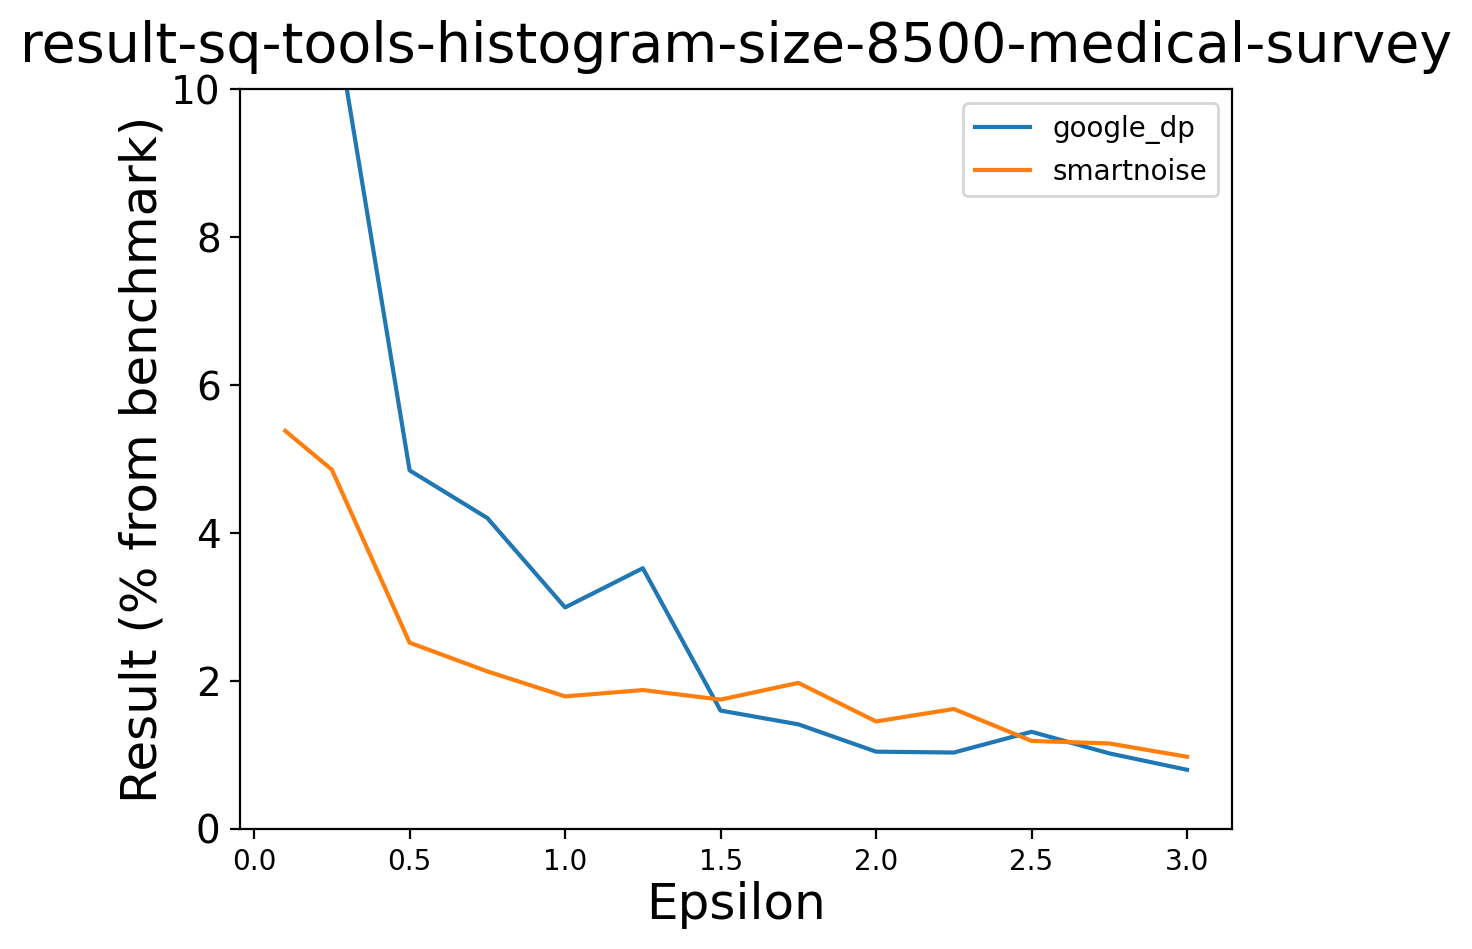 result-sq-tools-histogram-size-8500-medical-survey
10
8
6
4
2
0
Result (% from benchmark)
google_dp
smartnoise
0.0 0.5 1.0 1.5 2.0 2.5 3.0
Epsilon